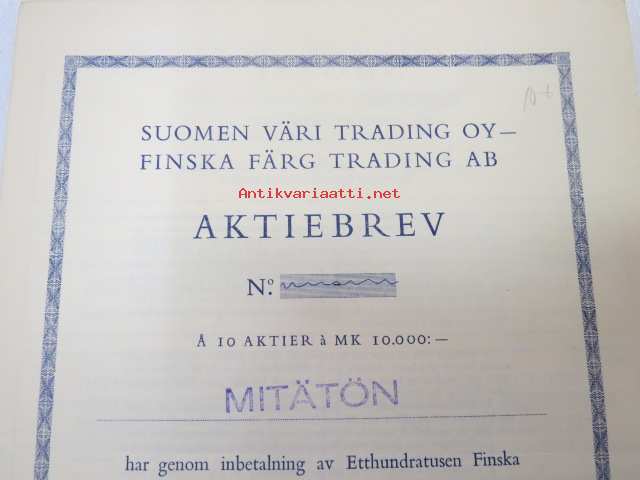 SUOMEN VÄRI TRADING OY—
FINSKA FÄRG TRADING AB
Antikvariaatti.net
AKTIEBREV
Nº.
Å 10 AKTIER à MK 10.000:—
MITÄTÖN
har genom inbetalning av Etthundratusen Finska